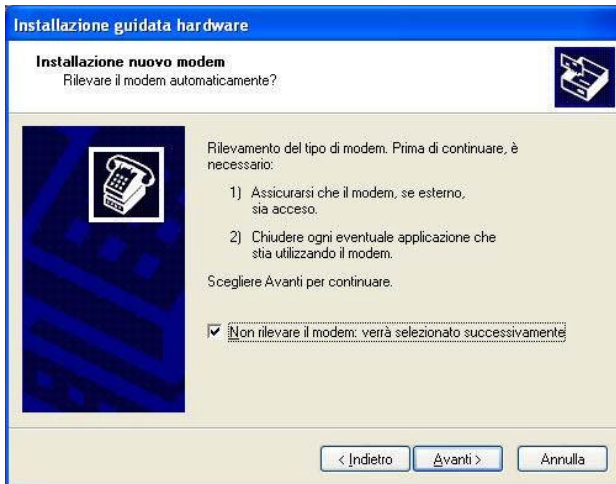 Installazione guidata hardware
Installazione nuovo modem
Rilevare il modem automaticamente?
Rilevamento del tipo di modem. Prima di continuare, è
necessario:
1) Assicurarsi che il modem, se esterno,
sia acceso.
2) Chiudere ogni eventuale applicazione che
stia utilizzando il modem.
Scegliere Avanti per continuare.
Non rilevare il modem: verrà selezionato successivamente
< Indietro Avanti > Annulla